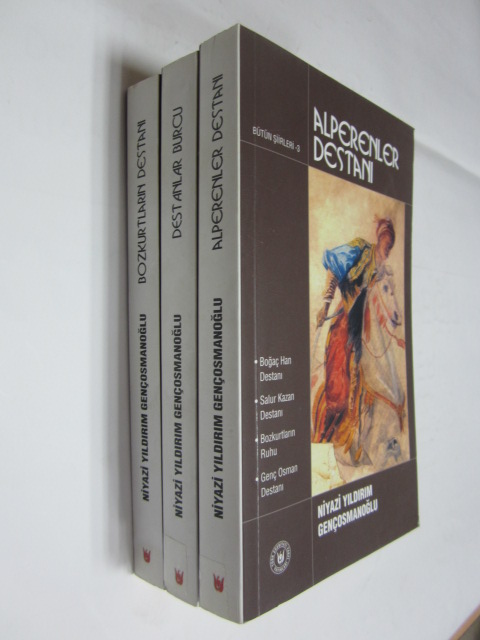 BOZKURTLARIN DESTANI
NİYAZİ YILDIRIM GENÇOSMANOĞLU
DESTANLAR BURCU
NİYAZİ YILDIRIM GENÇOSMANOĞLU
ALPERENLER DESTANI
NİYAZİ YILDIRIM GENÇOSMANOĞLU
BÜTÜN ŞİİRLERİ -3
ALPERENLER
DESTANI
• Boğaç Han
Destanı
• Salur Kazan
Destanı
• Bozkurtların
Ruhu
• Genç Osman
Destanı
NİYAZİ YILDIRIM
GENÇOSMANOĞLU